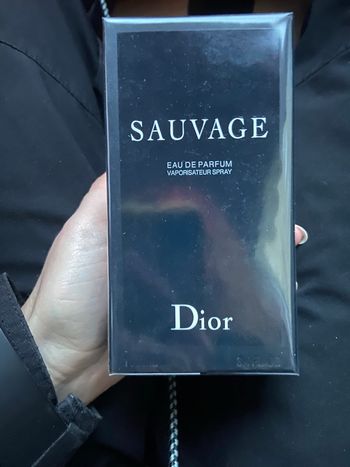 SAUVAGE
EAU DE PARFUM
VAPORISATEUR SPRAY
Dior